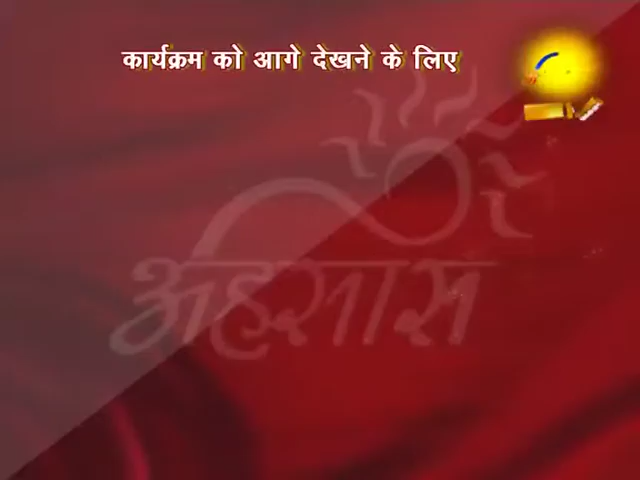 कार्यक्रम को आगे देखने के लिए
अहसास